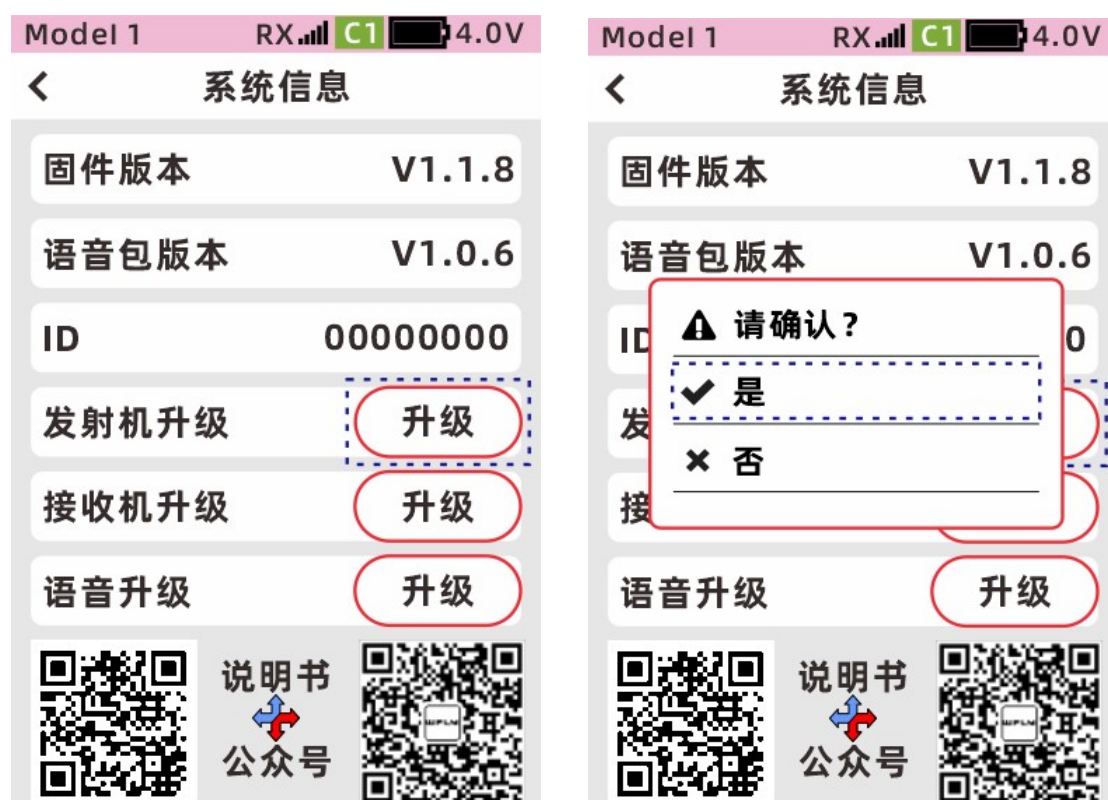 Model 1 RX C1 4.0V
系统信息
固件版本 V1.1.8
语音包版本 V1.0.6
ID 00000000
发射机升级 升级
接收机升级 升级
语音升级 升级
说明书
公众号
Model 1 RX C1 4.0V
系统信息
固件版本 V1.1.8
语音包版本 V1.0.6
ID 0
请确认?
是
发
否
接
语音升级 升级
说明书
公众号